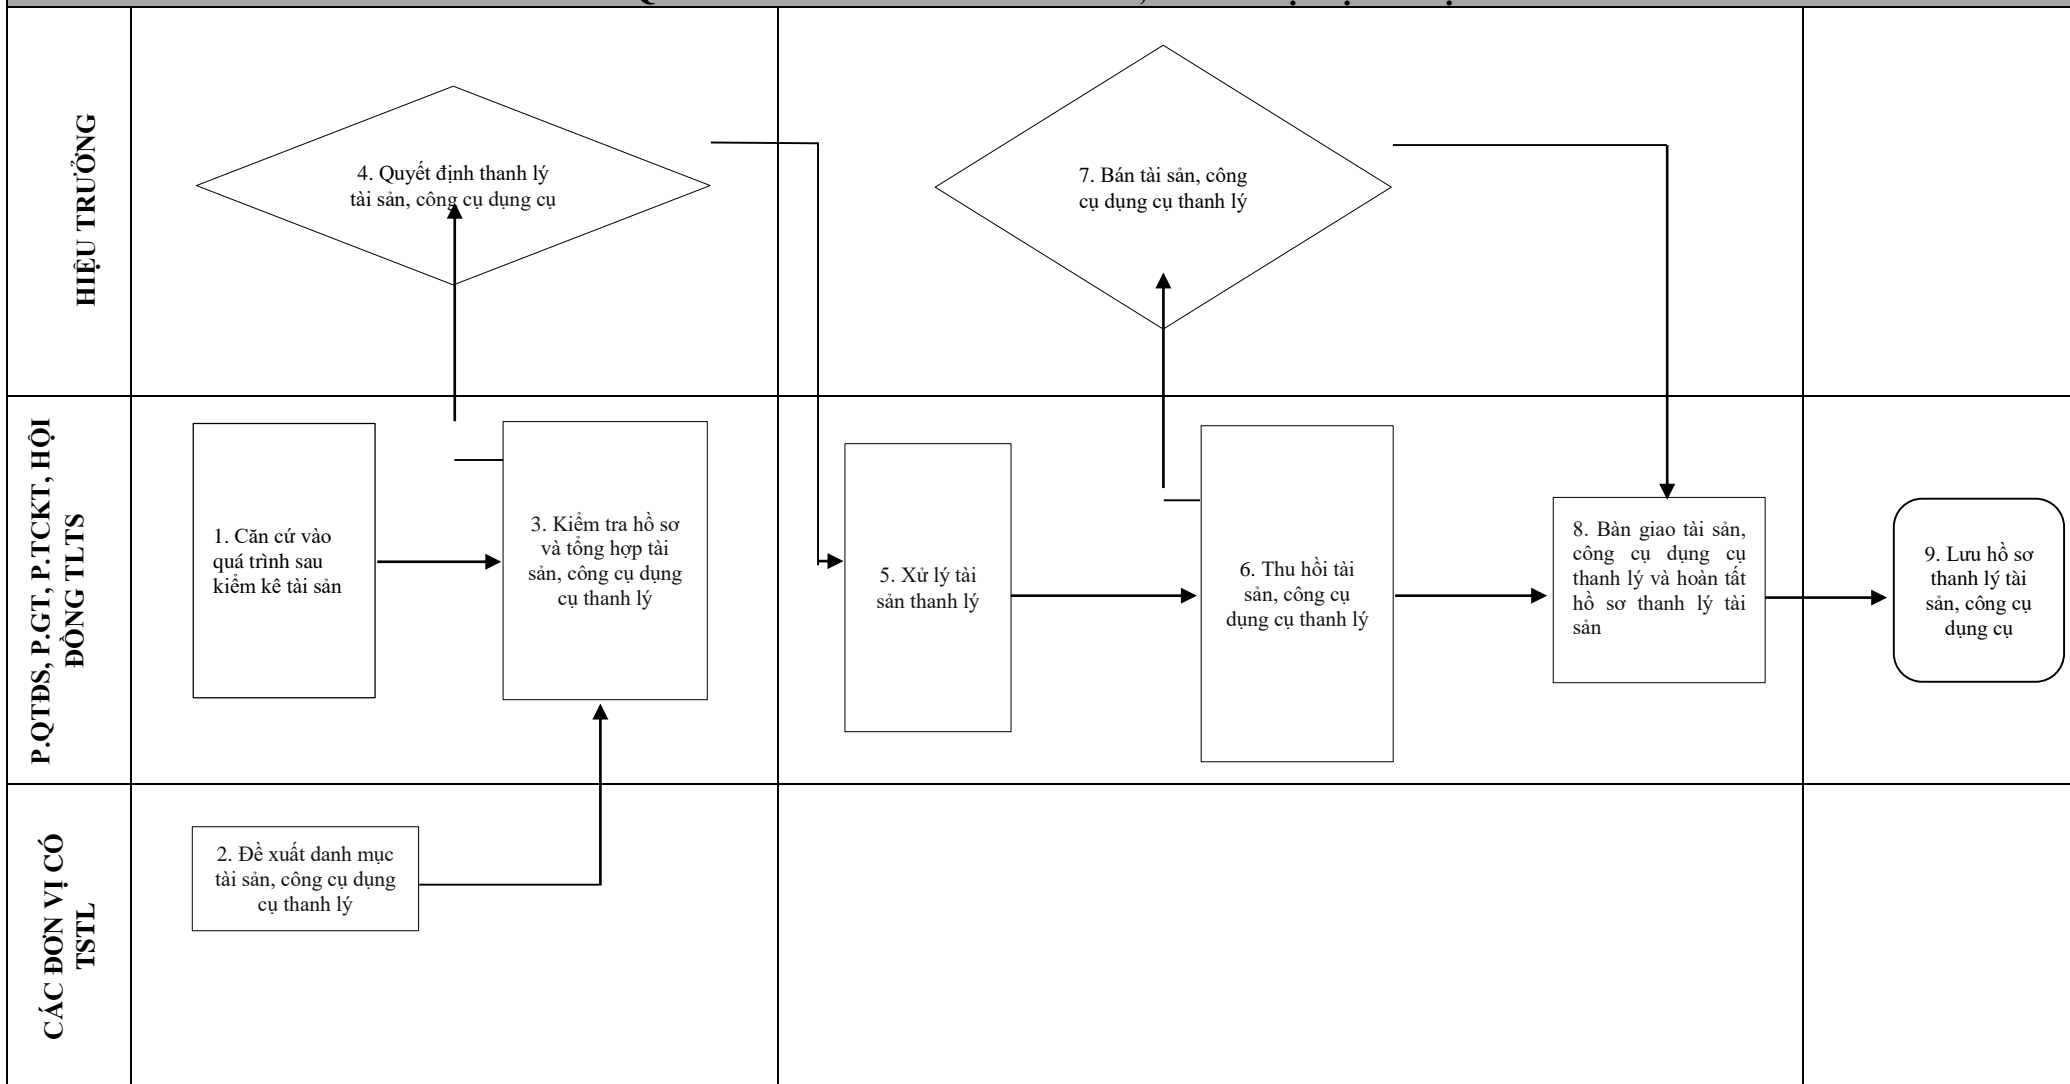 HIỆU TRƯỞNG
4. Quyết định thanh lý
tài sản, công cụ dụng cụ
7. Bán tài sản, công
cụ dụng cụ thanh lý
P.QTĐS, P.GT, P.TCKT, HỘI
ĐỒNG TLTS
1. Căn cứ vào
quá trình sau
kiểm kê tài sản
3. Kiểm tra hồ sơ
và tổng hợp tài
sản, công cụ dụng
cụ thanh lý
5. Xử lý tài
sản thanh lý
6. Thu hồi tài
sản, công cụ
dụng cụ thanh lý
8. Bàn giao tài sản,
công cụ dụng cụ
thanh lý và hoàn tất
hồ sơ thanh lý tài
sản
9. Lưu hồ sơ
thanh lý tài
sản, công cụ
dụng cụ
CÁC ĐƠN VỊ CÓ
TSTL
2. Đề xuất danh mục
tài sản, công cụ dụng
cụ thanh lý